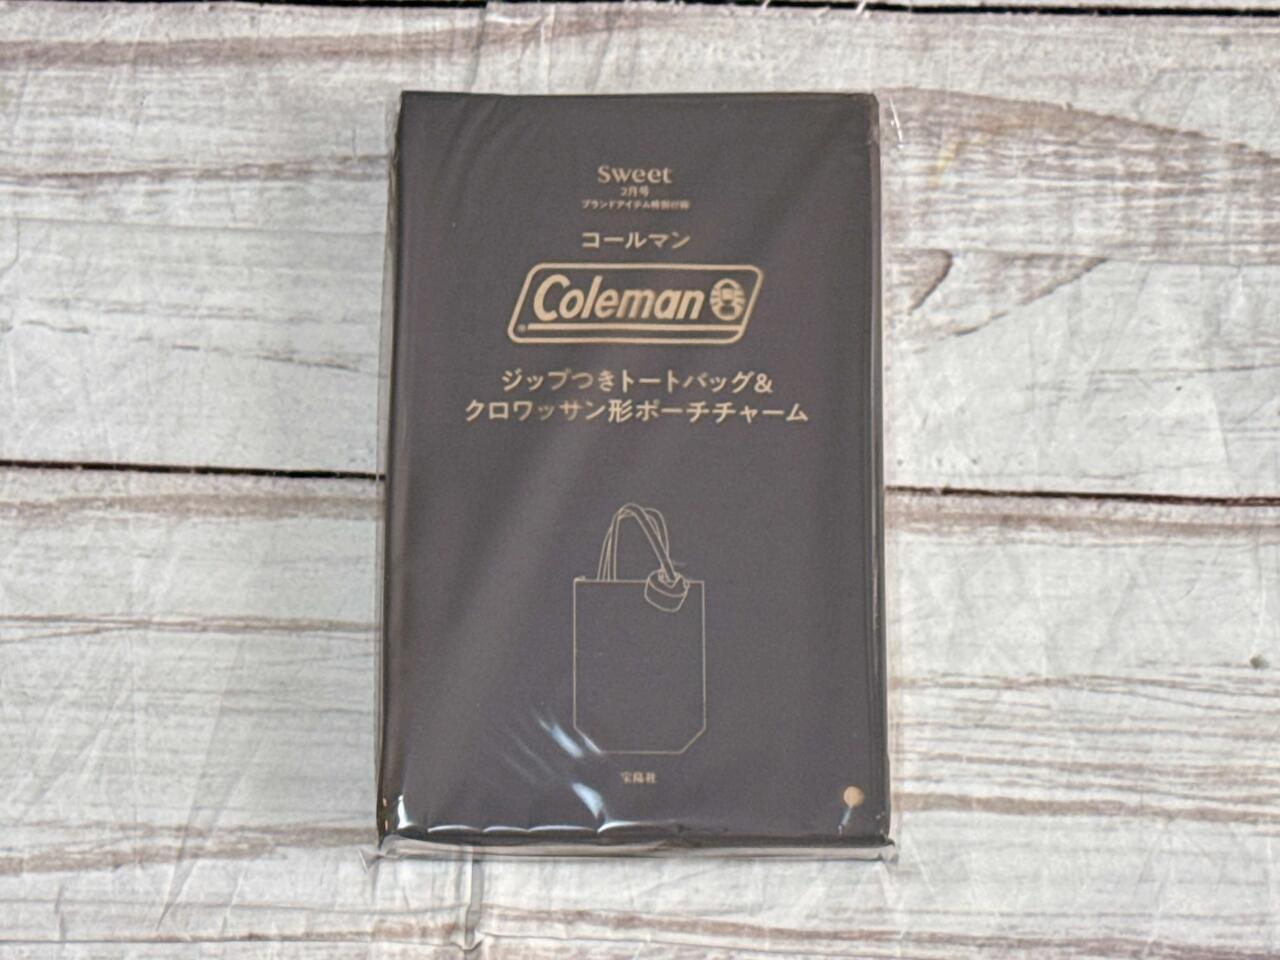 Sweet
2月号
ブランドアイテム特別付録
コールマン
Coleman
ジップつきトートバッグ&
クロワッサン形ポーチチャーム
宝島社